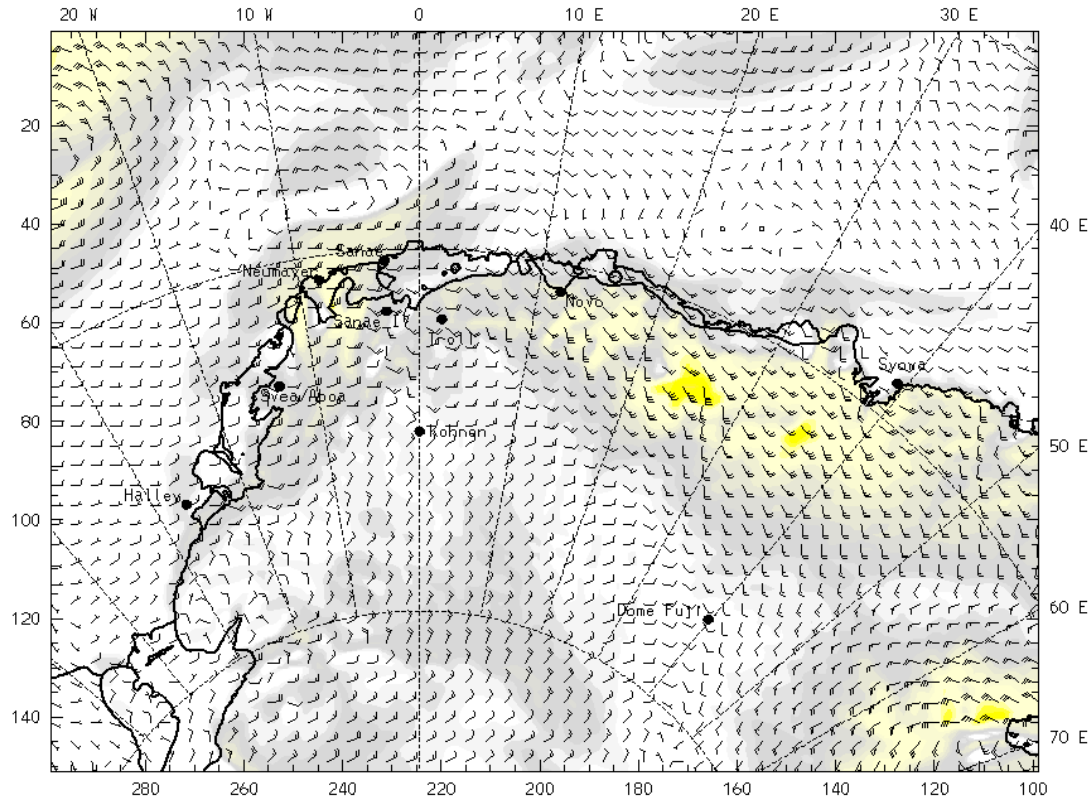 20 W 10 W 0 10 E 20 E 30 E
20
40 40 E
Sanae
Neumayer
Novo
60 Sanae IV
Troll
Syowa
Svea/Aboa
80 Kohnen
50 E
Halley
100
Dome Fuji 60 E
120
140 70 E
280 260 240 220 200 180 160 140 120 100